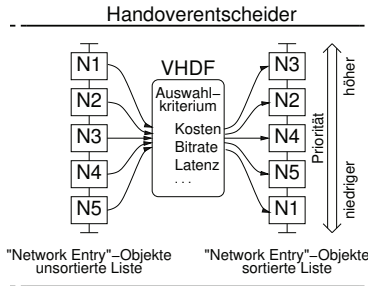 Handoverentscheider
VHDF
Auswahl–
kriterium
Kosten
Bitrate
Latenz
. . .
N1
N2
N3
N4
N5
N3
N2
N4
N5
N1
höher
Priorität
niedriger
"Network Entry"–Objekte
unsortierte Liste
"Network Entry"–Objekte
sortierte Liste